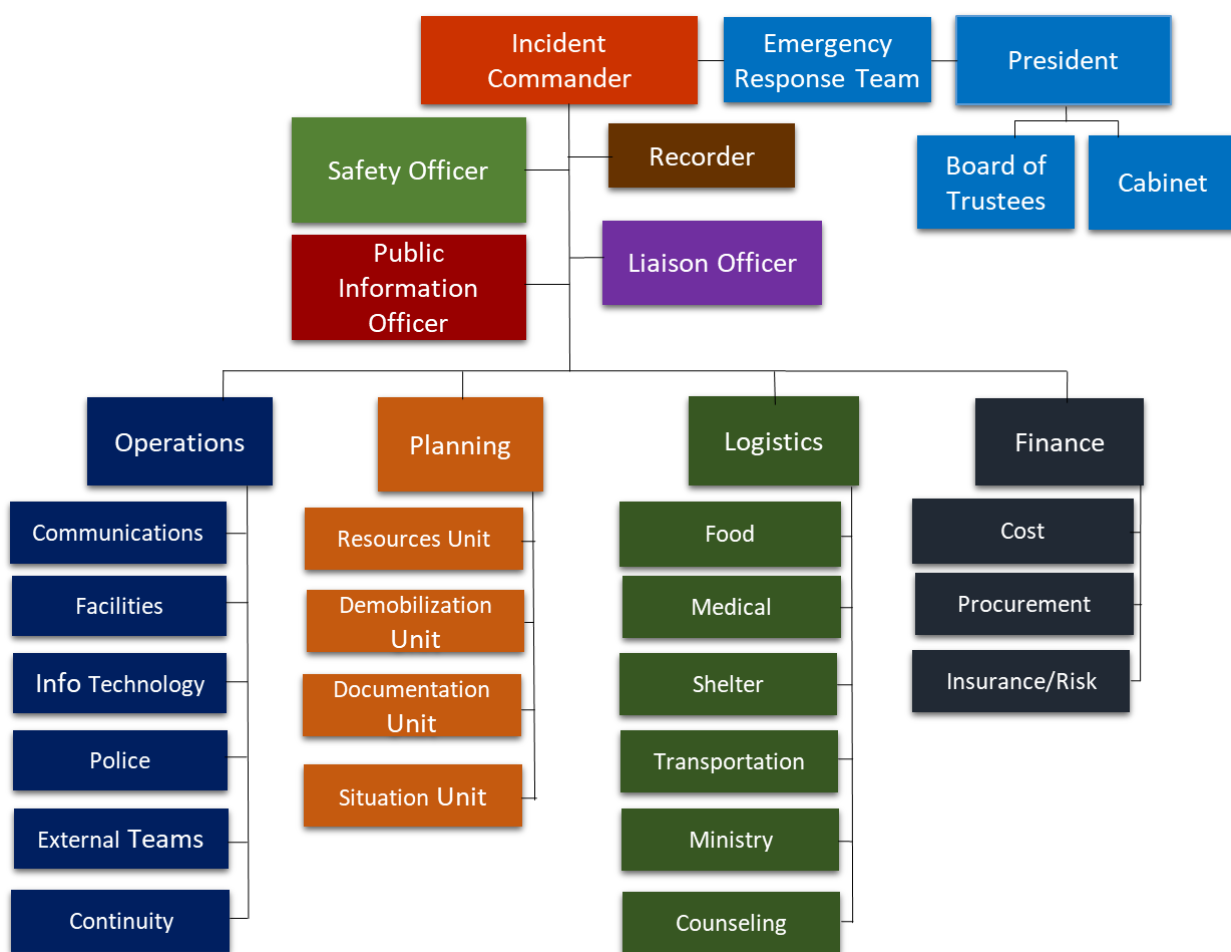 Incident
Commander
Emergency
Response Team
President
Safety Officer
Recorder
Board of
Trustees
Cabinet
Public
Information
Officer
Liaison Officer
Operations
Planning
Logistics
Finance
Communications
Facilities
Info Technology
Police
External Teams
Continuity
Resources Unit
Demobilization
Unit
Documentation
Unit
Situation Unit
Food
Medical
Shelter
Transportation
Ministry
Counseling
Cost
Procurement
Insurance/Risk